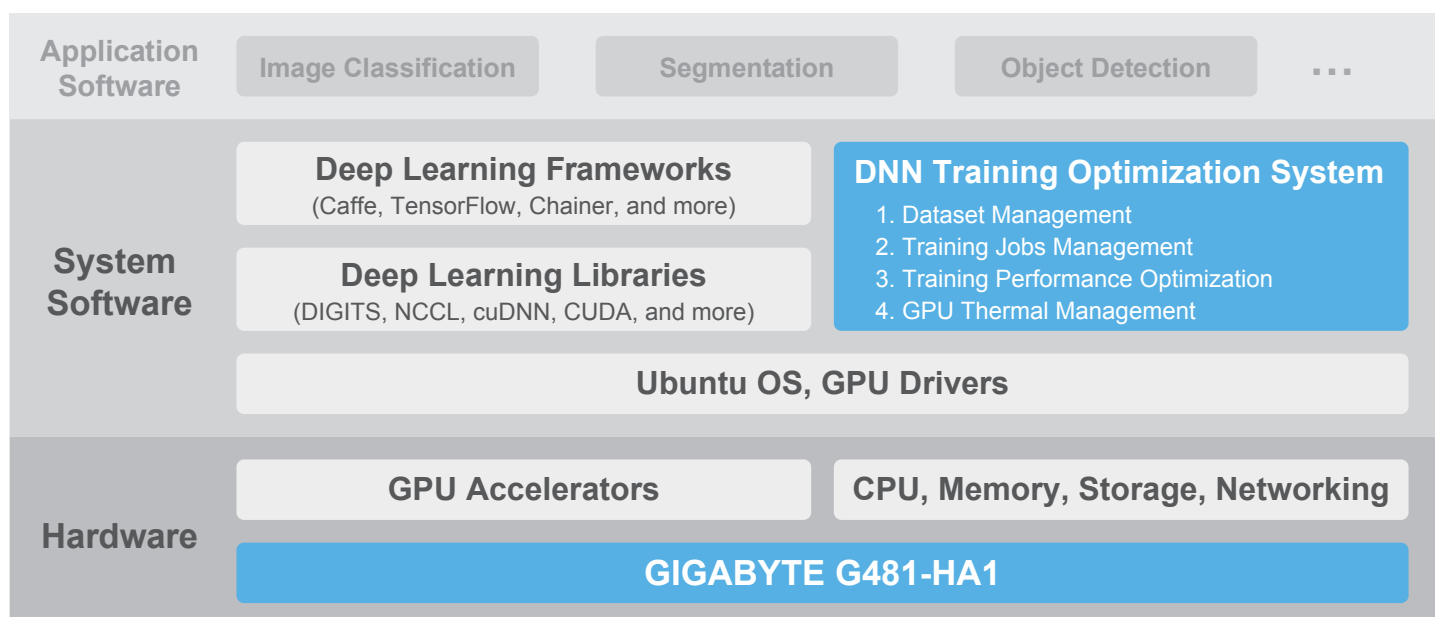 Application
Software
Image Classification
Segmentation
Object Detection
...
System
Software
Deep Learning Frameworks
(Caffe, TensorFlow, Chainer, and more)
Deep Learning Libraries
(DIGITS, NCCL, cuDNN, CUDA, and more)
DNN Training Optimization System
1. Dataset Management
2. Training Jobs Management
3. Training Performance Optimization
4. GPU Thermal Management
Ubuntu OS, GPU Drivers
Hardware
GPU Accelerators
CPU, Memory, Storage, Networking
GIGABYTE G481-HA1